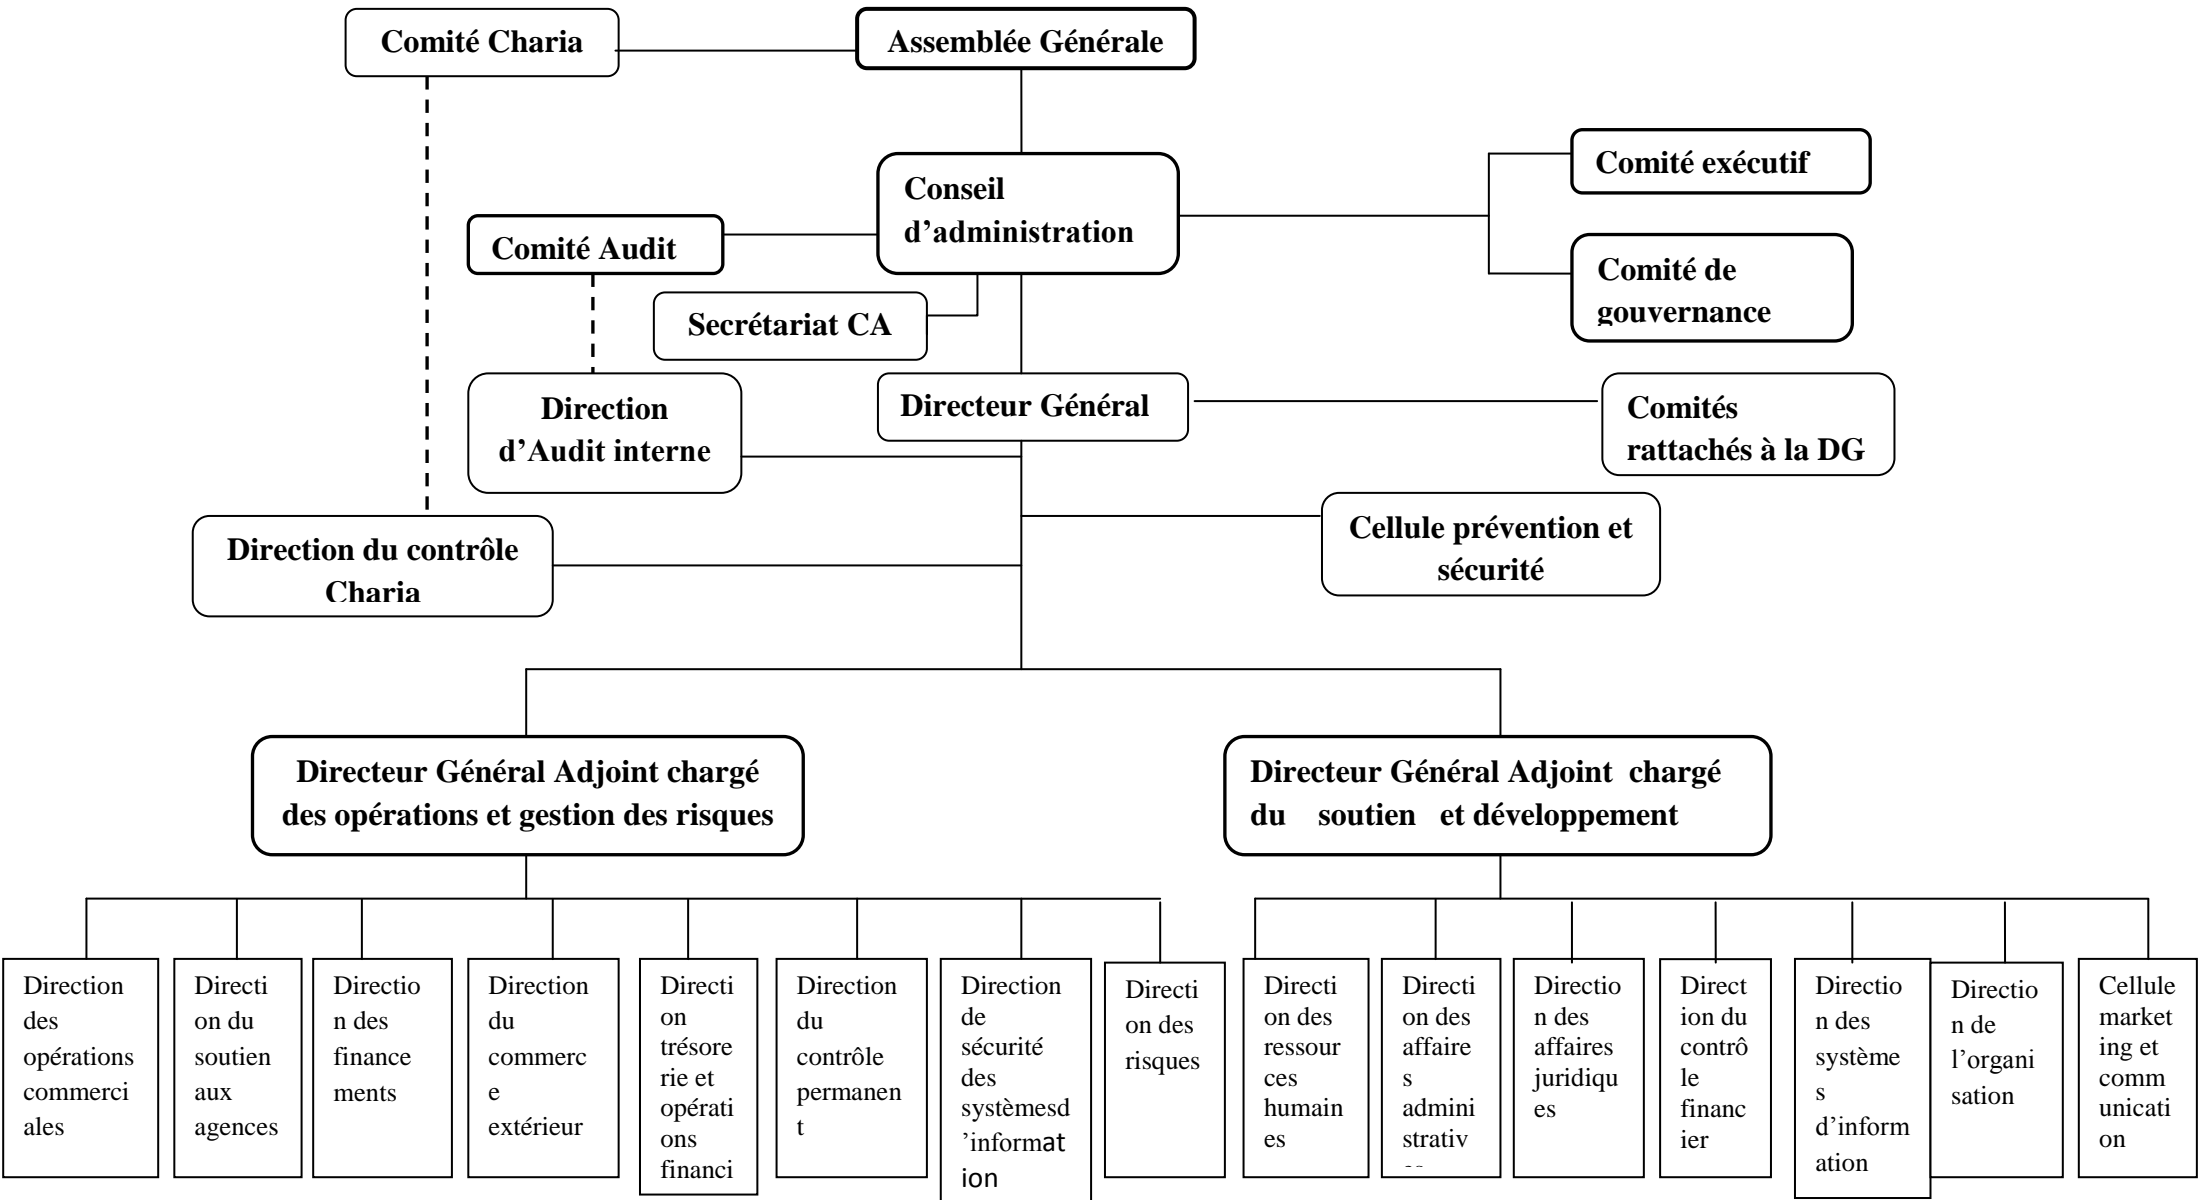 Comité Charia
Assemblée Générale
Comité exécutif
Conseil
d’administration
Comité Audit
Comité de
gouvernance
Secrétariat CA
Direction
d’Audit interne
Directeur Général
Comités
rattachés à la DG
Cellule prévention et
sécurité
Direction du contrôle
Charia
Directeur Général Adjoint chargé
des opérations et gestion des risques
Directeur Général Adjoint chargé
du soutien et développement
Direction
des
opérations
commerci
ales
Directi
on du
soutien
aux
agences
Directio
n des
finance
ments
Direction
du
commerc
e
extérieur
Directi
on
trésore
rie et
opérati
ons
financi
Direction
du
contrôle
permanen
t
Direction
de
sécurité
des
systèmesd
’informat
ion
Directi
on des
risques
Directi
on des
ressour
ces
humain
es
Directi
on des
affaire
s
admini
strativ
Directio
n des
affaires
juridiqu
es
Direct
ion du
contrô
le
financ
ier
Directio
n des
système
s
d’inform
ation
Directio
n de
l’organi
sation
Cellule
market
ing et
comm
unicati
on